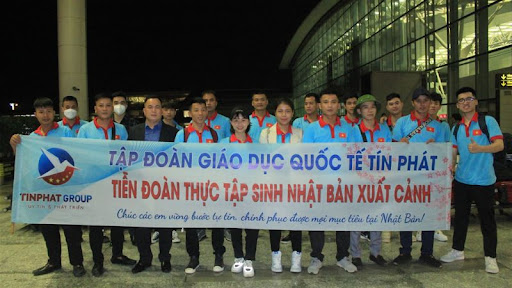 TẬP ĐOÀN GIÁO DỤC QUỐC TẾ TÍN PHÁT
TIỄN ĐOÀN THỰC TẬP SINH NHẬT BẢN XUẤT CẢNH
TINPHAT GROUP
Chúc các em vững bước tự tin, chinh phục được mọi mục tiêu tại Nhật Bản!